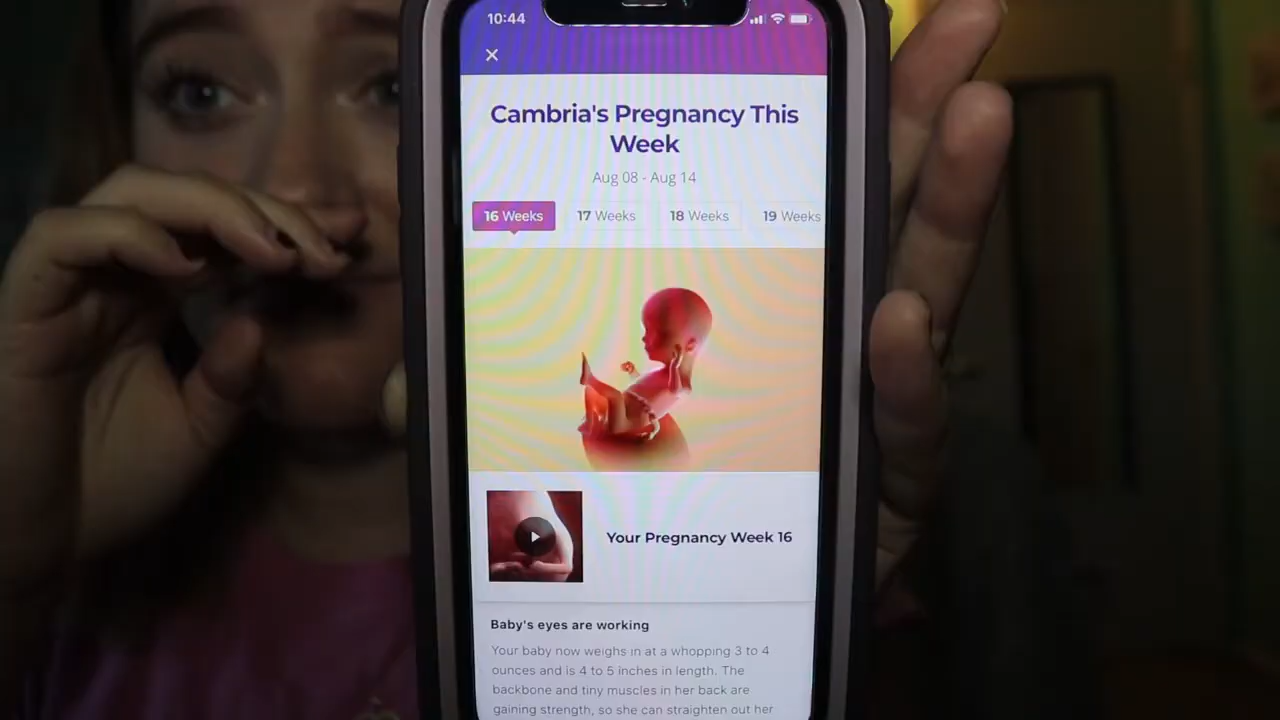 10:44
Cambria's Pregnancy This
Week
Aug 08 - Aug 14
16 Weeks 17 Weeks 18 Weeks 19 Weeks
Your Pregnancy Week 16
Baby's eyes are working
Your baby now weighs in at a whopping 3 to 4
ounces and is 4 to 5 inches in length. The
backbone and tiny muscles in her back are
gaining strength, so she can straighten out her